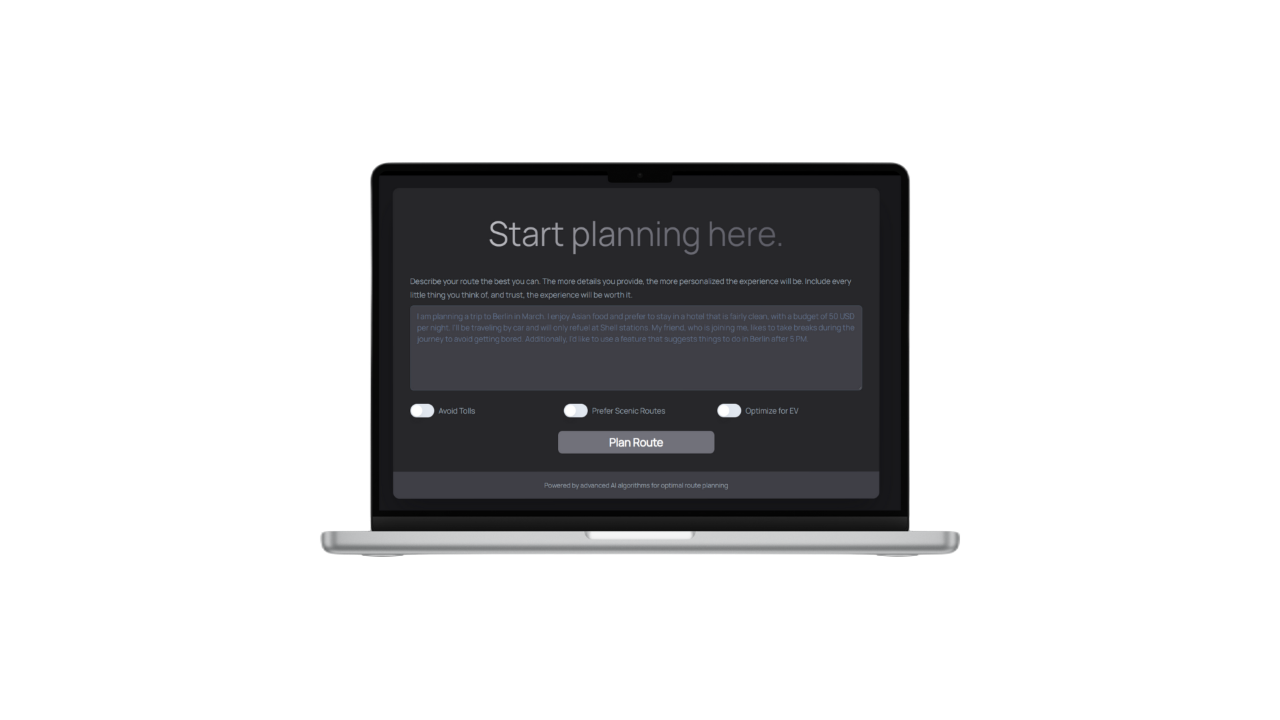 Start planning here.
Describe your route the best you can. The more details you provide, the more personalized the experience will be. Include every
little thing you think of, and trust, the experience will be worth it.
I am planning a trip to Berlin in March. I enjoy Asian food and prefer to stay in a hotel that is fairly clean, with a budget of 50 USD
per night. I'll be traveling by car and will only refuel at Shell stations. My friend, who is joining me, likes to take breaks during the
journey to avoid getting bored. Additionally, I'd like to use a feature that suggests things to do in Berlin after 5 PM.
Avoid Tolls
Prefer Scenic Routes
Optimize for EV
Plan Route
Powered by advanced AI algorithms for optimal route planning